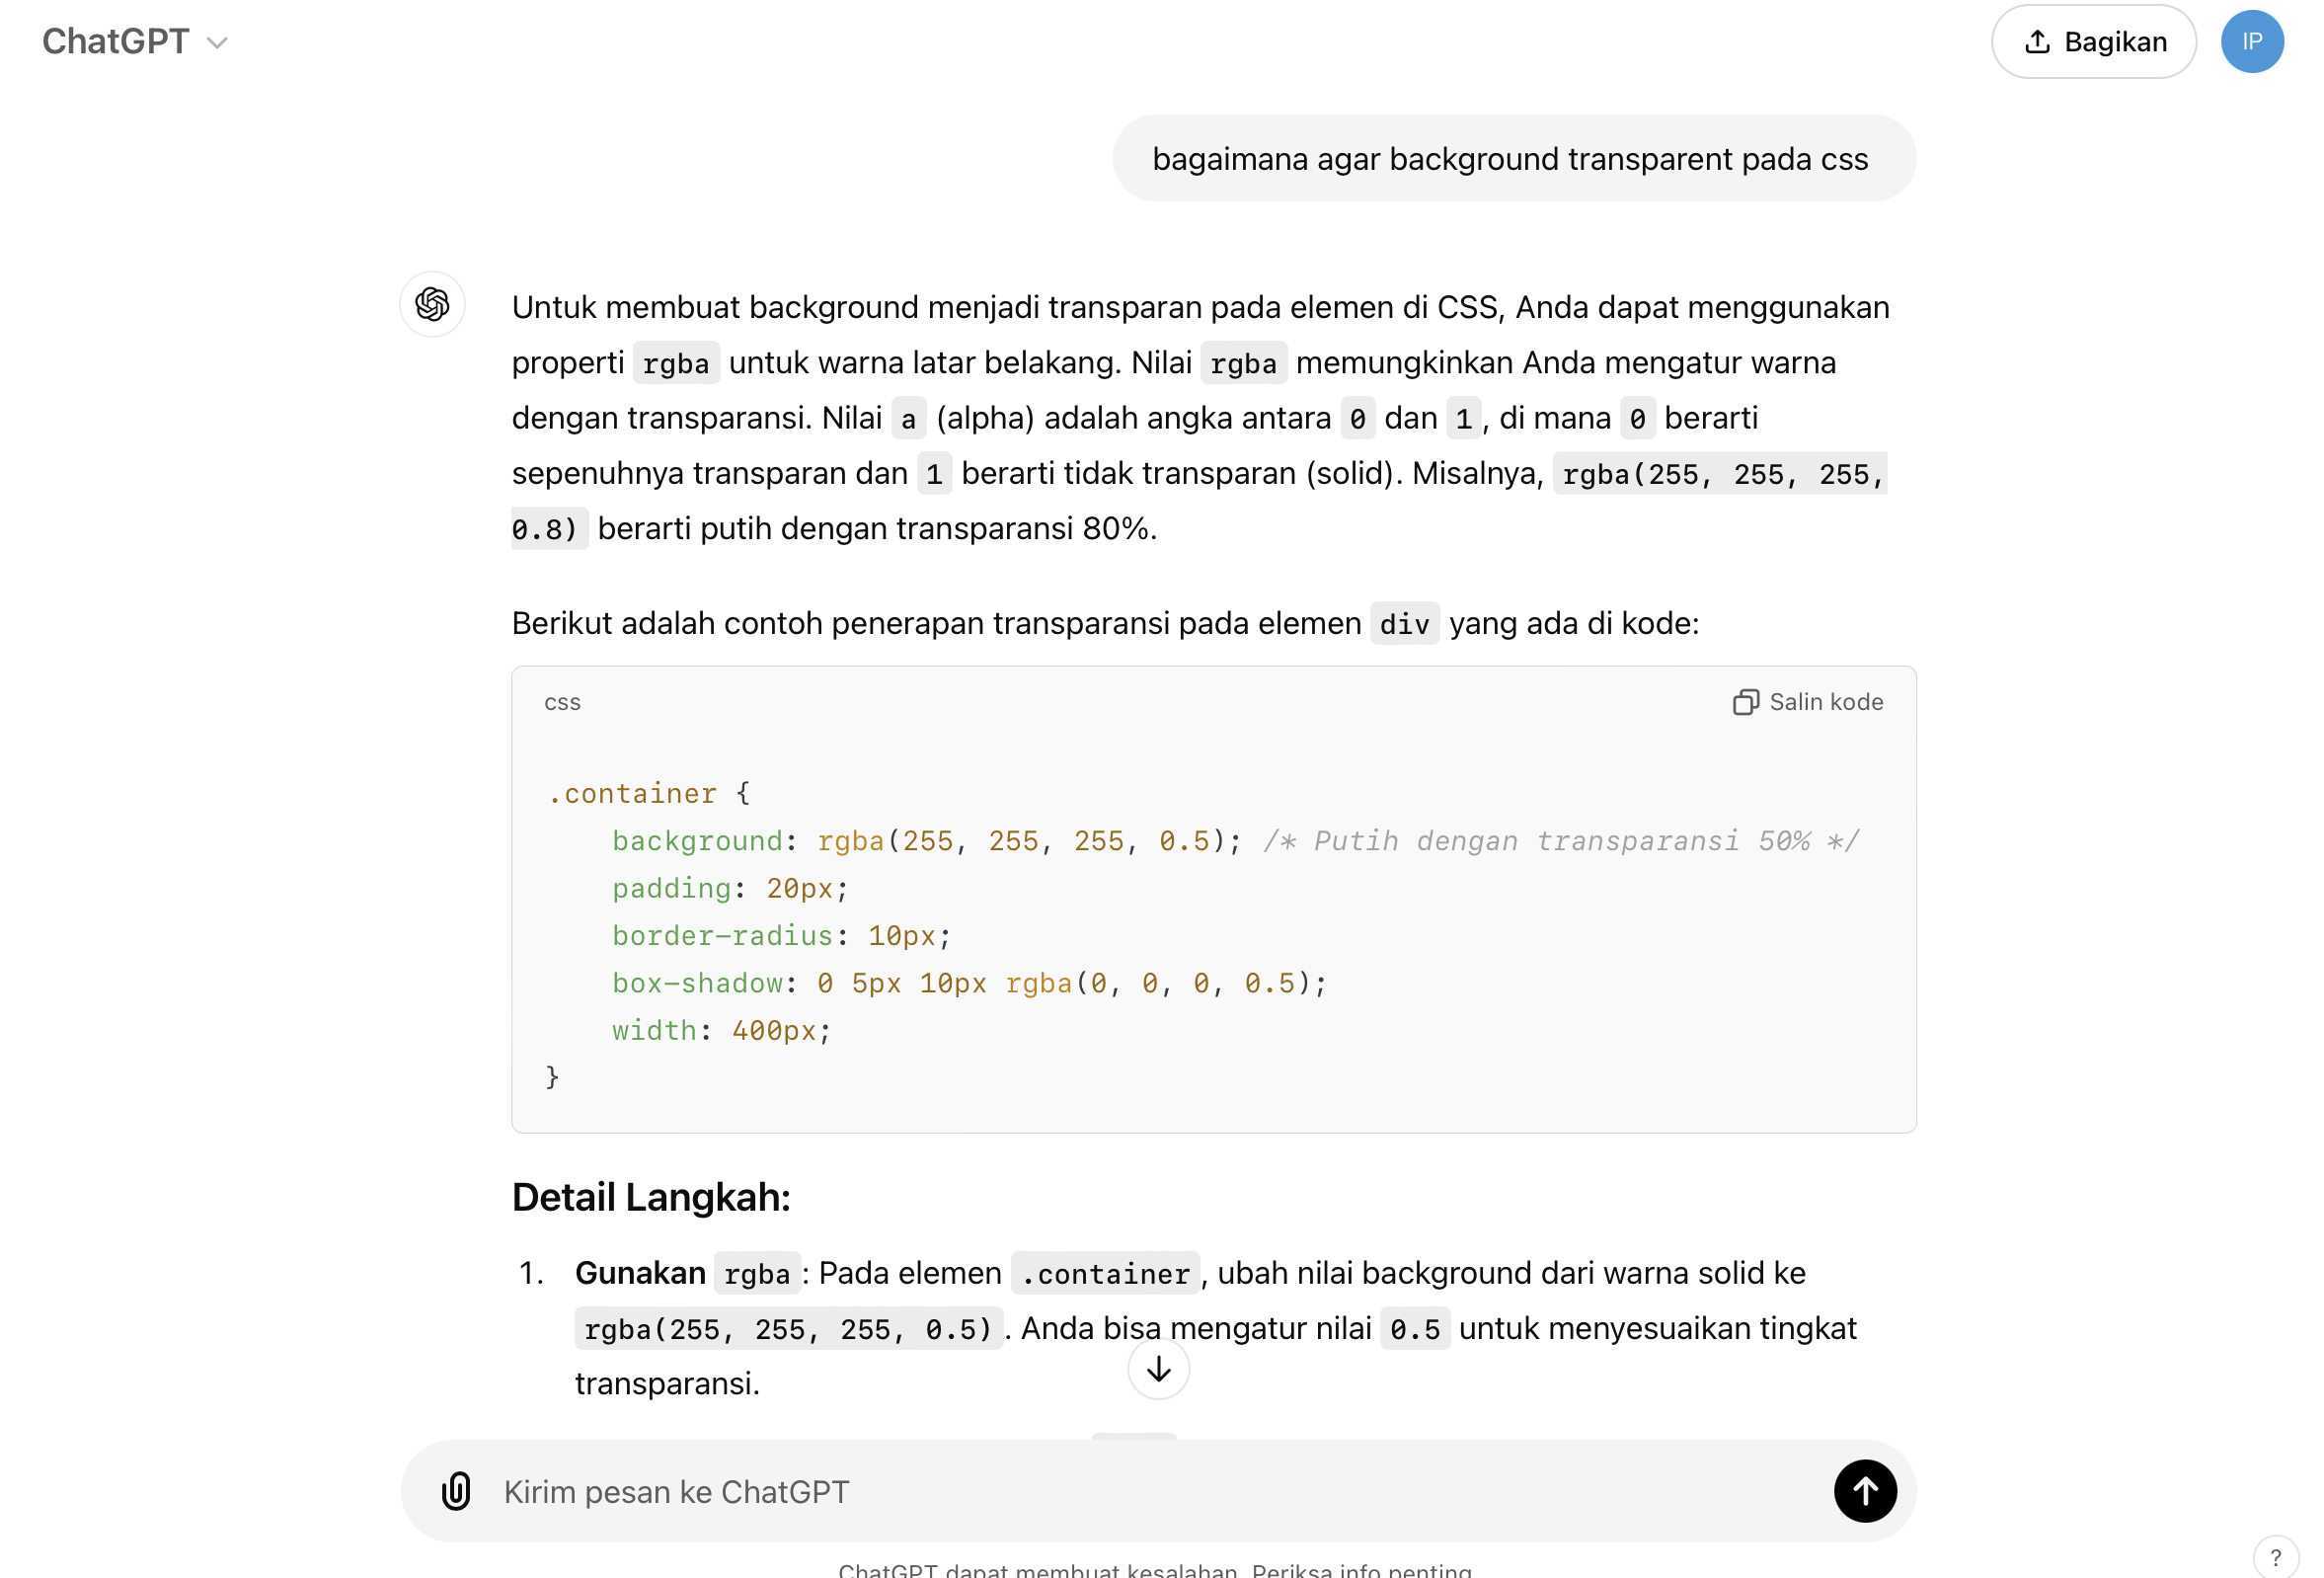 ChatGPT
Bagikan
IP
bagaimana agar background transparent pada css
Untuk membuat background menjadi transparan pada elemen di CSS, Anda dapat menggunakan
properti rgba untuk warna latar belakang. Nilai rgba memungkinkan Anda mengatur warna
dengan transparansi. Nilai a (alpha) adalah angka antara 0 dan 1, di mana 0 berarti
sepenuhnya transparan dan 1 berarti tidak transparan (solid). Misalnya, rgba(255, 255, 255,
0.8) berarti putih dengan transparansi 80%.
Berikut adalah contoh penerapan transparansi pada elemen div yang ada di kode:
css
Salin kode
.container {
background: rgba(255, 255, 255, 0.5); /* Putih dengan transparansi 50% */
padding: 20px;
border-radius: 10px;
box-shadow: 0 5px 10px rgba(0, 0, 0, 0.5);
width: 400px;
}
Detail Langkah:
1. Gunakan rgba: Pada elemen .container, ubah nilai background dari warna solid ke
rgba(255, 255, 255, 0.5). Anda bisa mengatur nilai 0.5 untuk menyesuaikan tingkat
transparansi.
Kirim pesan ke ChatGPT
ChatGPT dapat membuat kesalahan. Periksa info penting
?